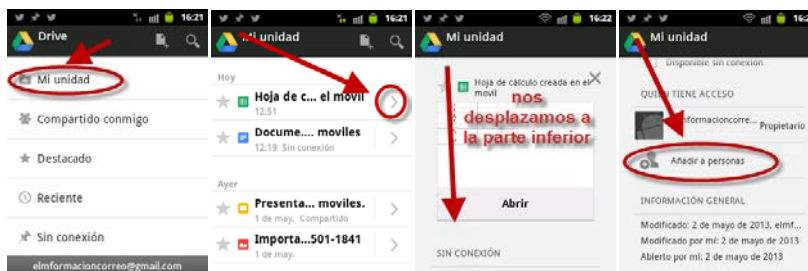 16:21
Drive
Mi unidad
Compartido conmigo
Destacado
Reciente
Sin conexión
elmformacioncorreo@gmail.com
16:21
Mi unidad
Hoy
Hoja de c... el movil
12:51
Docume.... moviles
12:19 Sin conexión
Ayer
Presenta... moviles.
1 de may. Compartido
Importa...501-1841
1 de may.
16:22
Mi unidad
Hoja de cálculo creada en el
movil
nos
desplazamos a
la parte inferior
Abrir
SIN CONEXIÓN
Mi unidad
Disponible sin conexión
TIENE ACCESO
nformacioncorre...
Propietario
Añadir a personas
INFORMACIÓN GENERAL
Modificado: 2 de mayo de 2013, elmf...
Modificado por mí: 2 de mayo de 2013
Abierto por mí: 2 de mayo de 2013